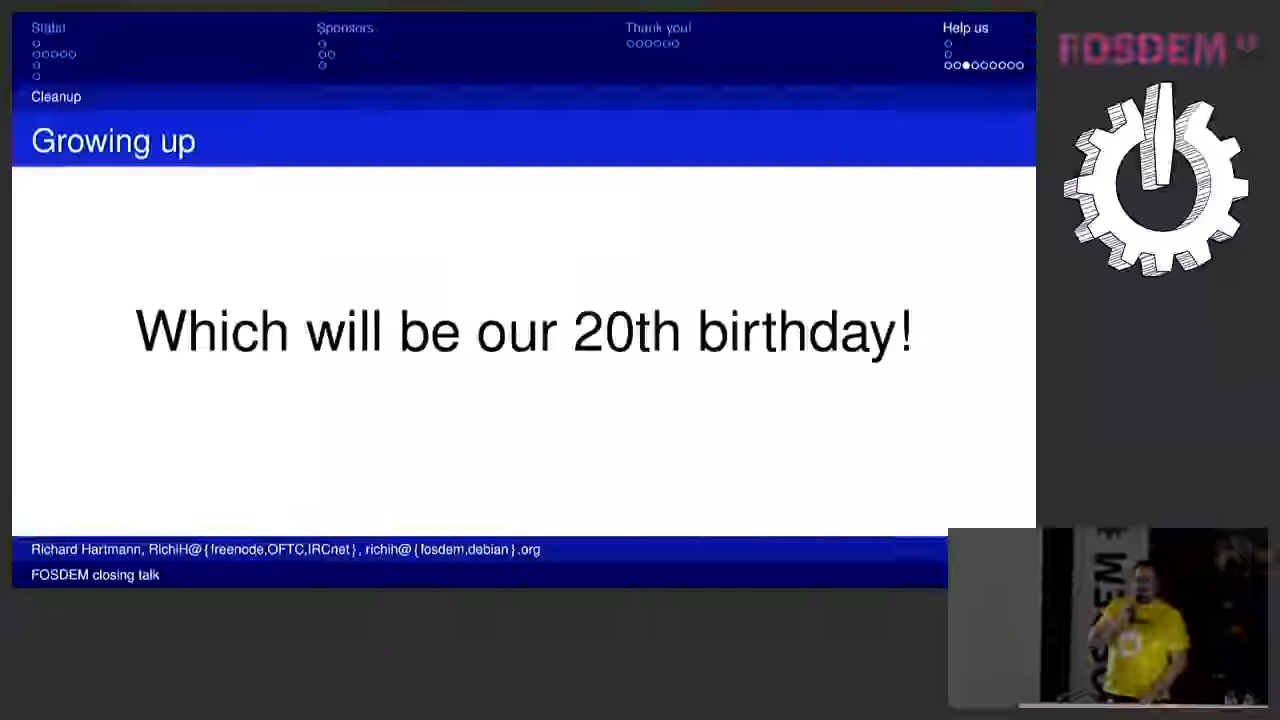 Sponsors
Thank you!
Help us
FOSDEM
Cleanup
Growing up
Which will be our 20th birthday!
Richard Hartmann, RichiH@{freenode,OFTC,IRCnet}, richih@{fosdem,debian}.org
FOSDEM closing talk